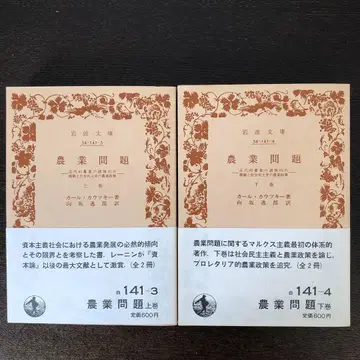 岩波文庫
34-141-3
農業問題
上巻
カール・カウツキー著
向坂逸郎訳
資本主義社会における農業発展の必然的傾向
とその限界とを考察した書．レーニンが『資
本論』以後の最大文献として激賞．(全2冊)
白 141-3
農業問題 上巻
定価600円
岩波文庫
34-141-4
農業問題
下巻
カール・カウツキー著
向坂逸郎訳
農業問題に関するマルクス主義最初の体系的
著作．下巻は社会民主主義と農業政策を論じ，
プロレタリア的農業政策を追究．(全2冊)
白 141-4
農業問題 下巻
定価600円